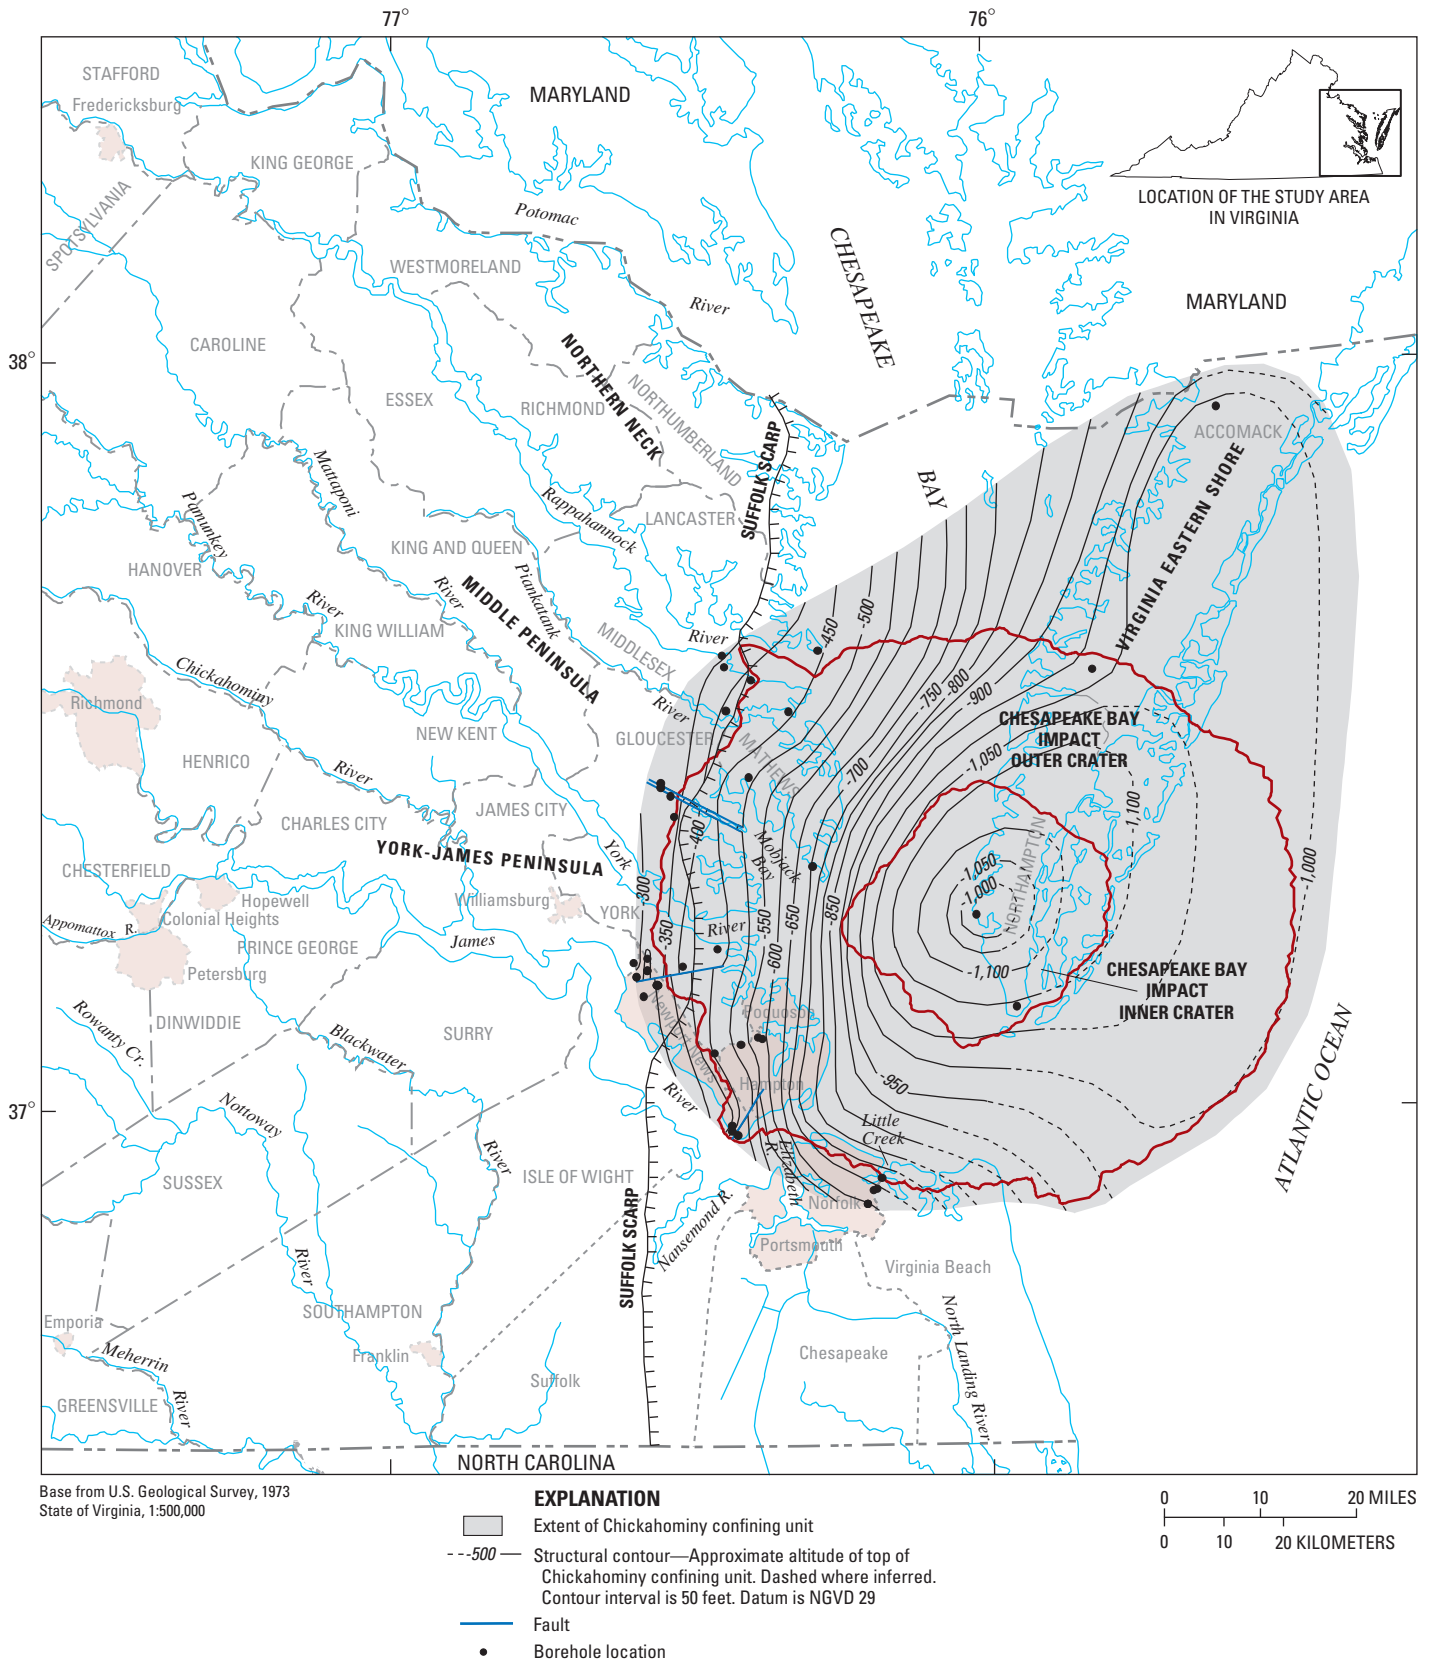 77°
76°
STAFFORD
Fredericksburg
MARYLAND
KING GEORGE
SPOTSYLVANIA
LOCATION OF THE STUDY AREA
IN VIRGINIA
Potomac
River
CHESAPEAKE
BAY
WESTMORELAND
MARYLAND
38°
CAROLINE
NORTHERN NECK
ESSEX
RICHMOND
NORTHUMBERLAND
SUFFOLK SCARP
ACCOMACK
VIRGINIA EASTERN SHORE
Mattaponi
River
Pamunkey
River
Rappahannock
River
LANCASTER
HANOVER
KING AND QUEEN
Piankatank
River
MIDDLE PENINSULA
KING WILLIAM
MIDDLESEX
-450
-500
Chickahominy
River
Richmond
-750
-800
-900
NEW KENT
GLOUCESTER
MATHEWS
CHESAPEAKE BAY
IMPACT
OUTER CRATER
-1,050
-700
HENRICO
JAMES CITY
CHARLES CITY
-1,100
-400
Mobjack
Bay
YORK-JAMES PENINSULA
York
River
NORTHAMPTON
-1,050
-1,000
-1,000
CHESTERFIELD
-300
Williamsburg
YORK
Hopewell
Colonial Heights
Appomattox R.
-350
-550
-650
-850
-600
PRINCE GEORGE
James
River
Petersburg
-1,100
CHESAPEAKE BAY
IMPACT
INNER CRATER
Rowanty Cr.
DINWIDDIE
Newport News
Poquoson
SURRY
Blackwater
River
Hampton
-950
37°
Nottoway
River
Little
Creek
ATLANTIC OCEAN
SUSSEX
ISLE OF WIGHT
Elizabeth
R.
Norfolk
SUFFOLK SCARP
Nansemond R.
Portsmouth
Virginia Beach
SOUTHAMPTON
Emporia
Meherrin
River
Franklin
Chesapeake
North Landing River
Suffolk
GREENSVILLE
NORTH CAROLINA
Base from U.S. Geological Survey, 1973
State of Virginia, 1:500,000
EXPLANATION
Extent of Chickahominy confining unit
-500
Structural contour—Approximate altitude of top of
Chickahominy confining unit. Dashed where inferred.
Contour interval is 50 feet. Datum is NGVD 29
Fault
Borehole location
0 10 20 MILES
0 10 20 KILOMETERS